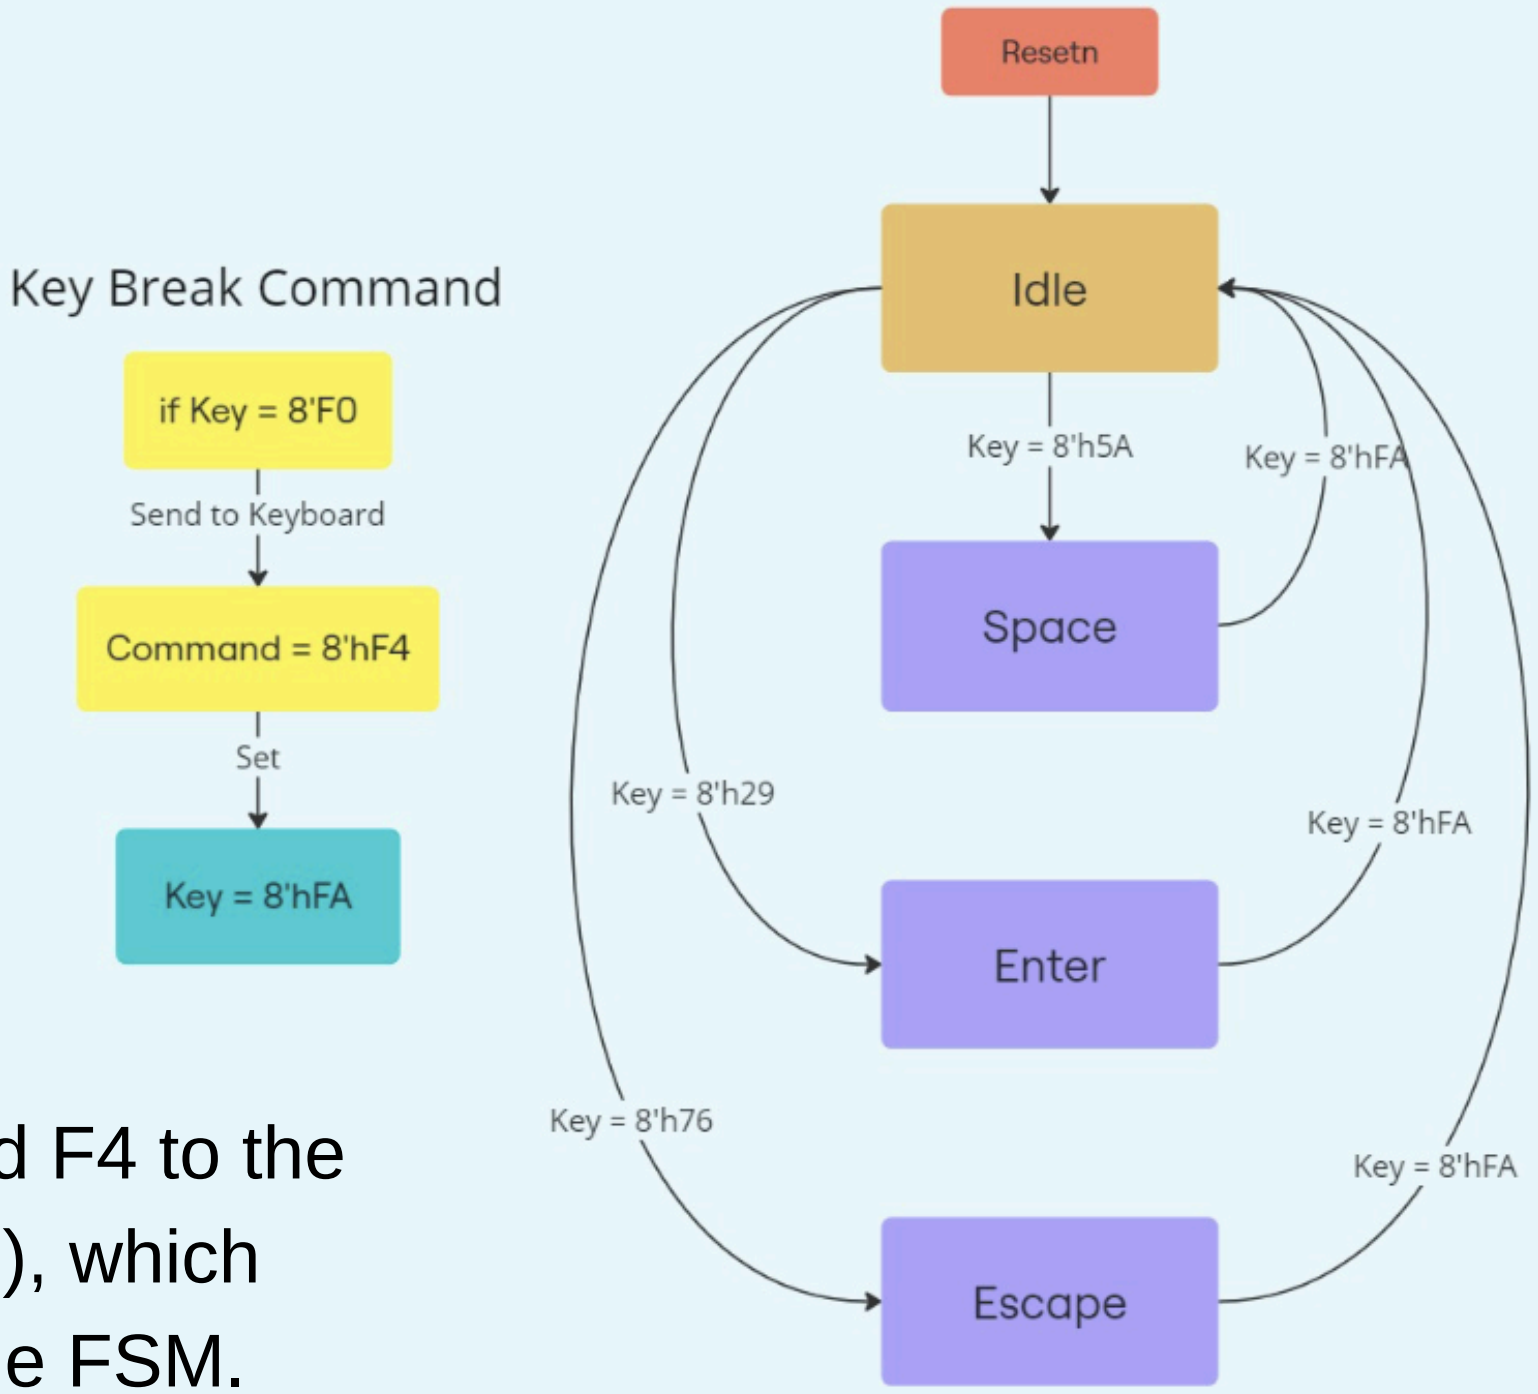 Resetn
Idle
Key Break Command
if Key = 8'F0
Send to Keyboard
Command = 8'hF4
Set
Key = 8'hFA
Key = 8'h5A
Key = 8'hFA
Space
Key = 8'h29
Key = 8'hFA
Enter
Key = 8'h76
Key = 8'hFA
Escape
d F4 to the
), which
e FSM.